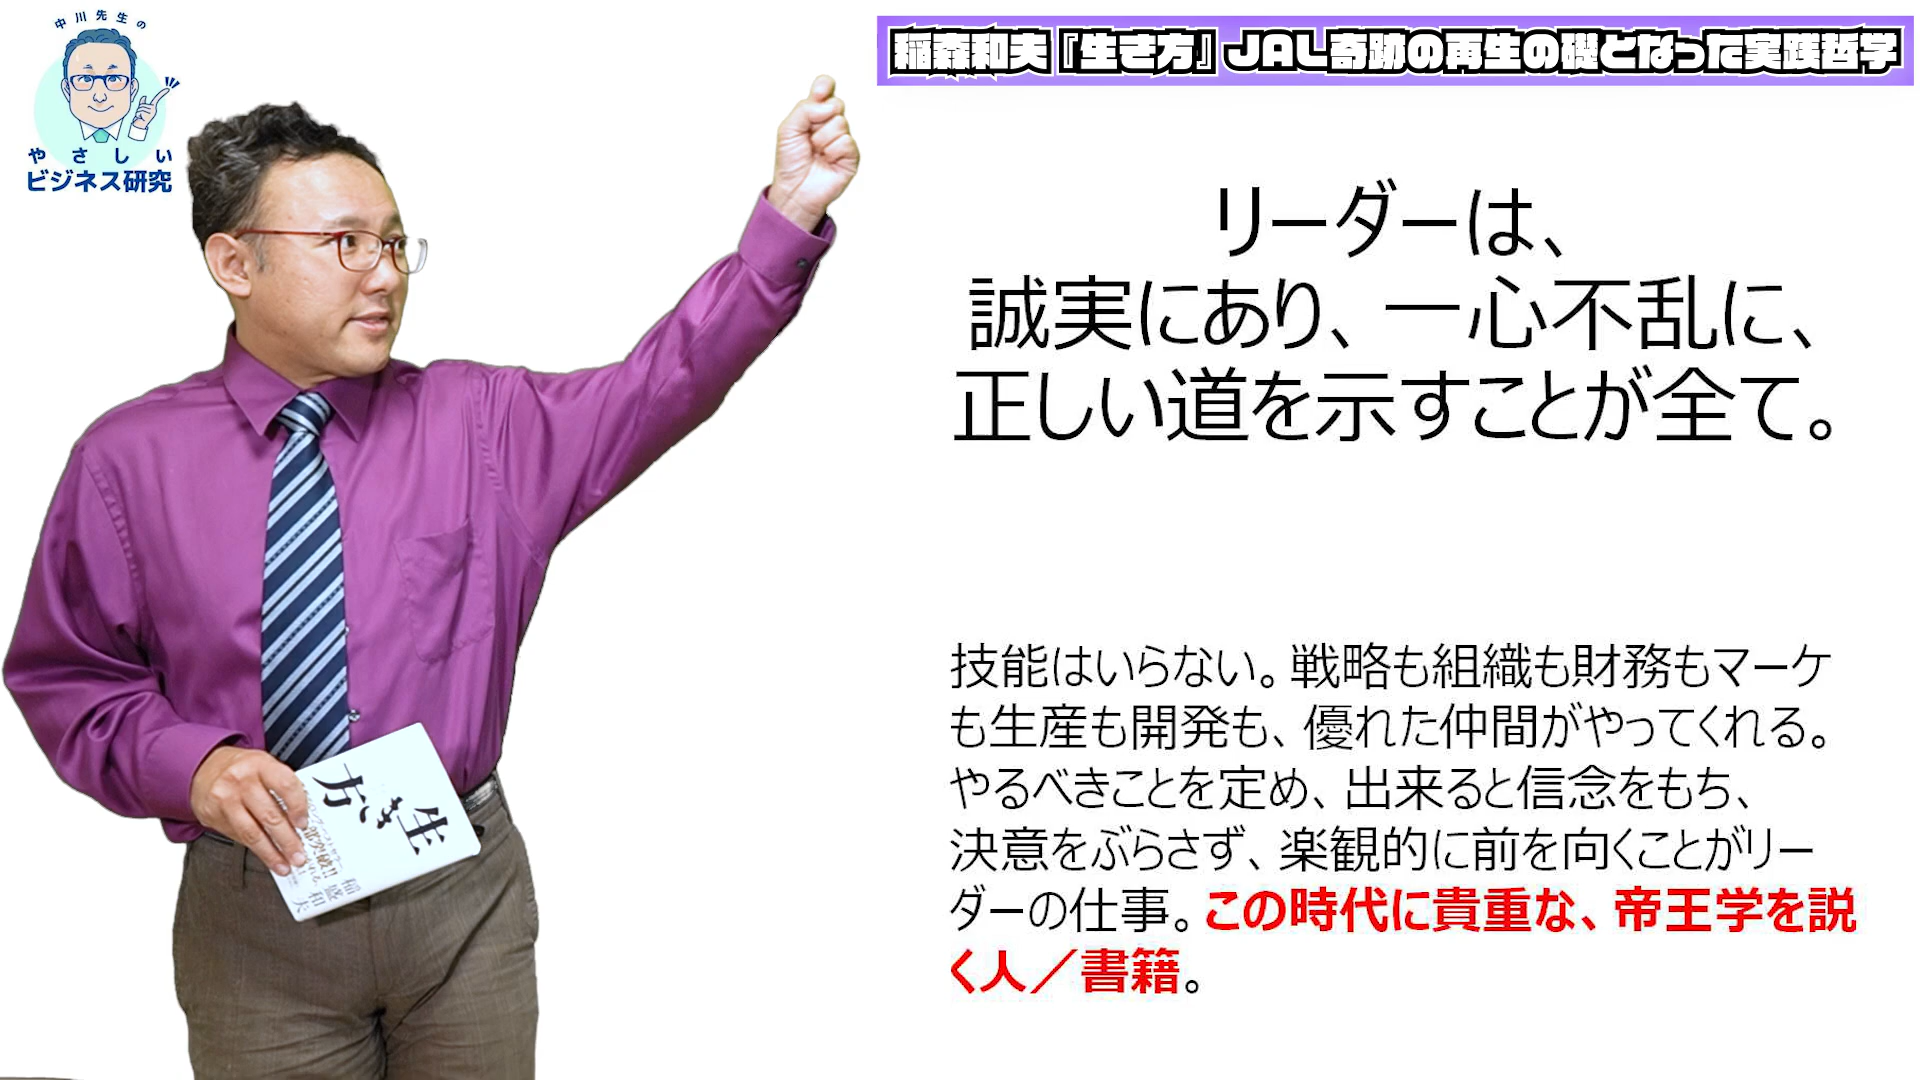 中川先生の
やさしい
ビジネス研究
稲森和夫『生き方』JAL奇跡の再生の礎となった実践哲学
リーダーは、
誠実にあり、一心不乱に、
正しい道を示すことが全て。
技能はいらない。戦略も組織も財務もマーケ
も生産も開発も、優れた仲間がやってくれる。
やるべきことを定め、出来ると信念をもち、
決意をぶらさず、楽観的に前を向くことがリー
ダーの仕事。この時代に貴重な、帝王学を説
く人／書籍。
生き方
稲盛和夫